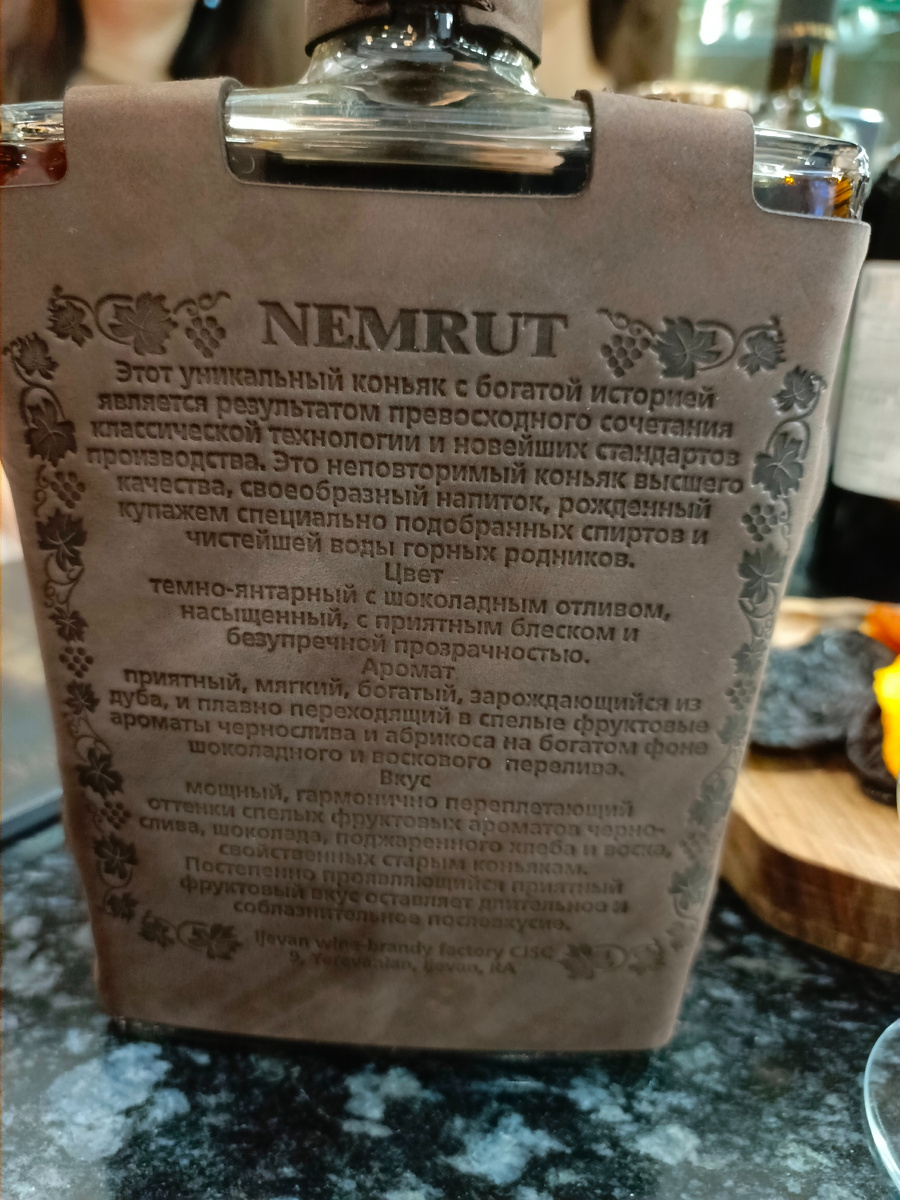 NEMRUT
Этот уникальный коньяк с богатой историей
является результатом превосходного сочетания
классической технологии и новейших стандартов
производства. Это неповторимый коньяк высшего
качества, своеобразный напиток, рожденный
купажем специально подобранных спиртов и
чистейшей воды горных родников.
Цвет
темно-янтарный с шоколадным отливом,
насыщенный, с приятным блеском и
безупречной прозрачностью.
Аромат
приятный, мягкий, богатый, зарождающийся из
дуба, и плавно переходящий в спелые фруктовые
ароматы чернослива и абрикоса на богатом фоне
шоколадного и воскового перелива.
Вкус
мощный, гармонично переплетающий
оттенки спелых фруктовых ароматов черно-
слива, шоколада, поджаренного хлеба и воска,
свойственных старым коньякам.
Постепенно проявляющийся приятный
фруктовый вкус оставляет длительное и
соблазнительное послевкусие.
Ijevan wine-brandy factory CJSC
9, Yerevanian, Ijevan, RA